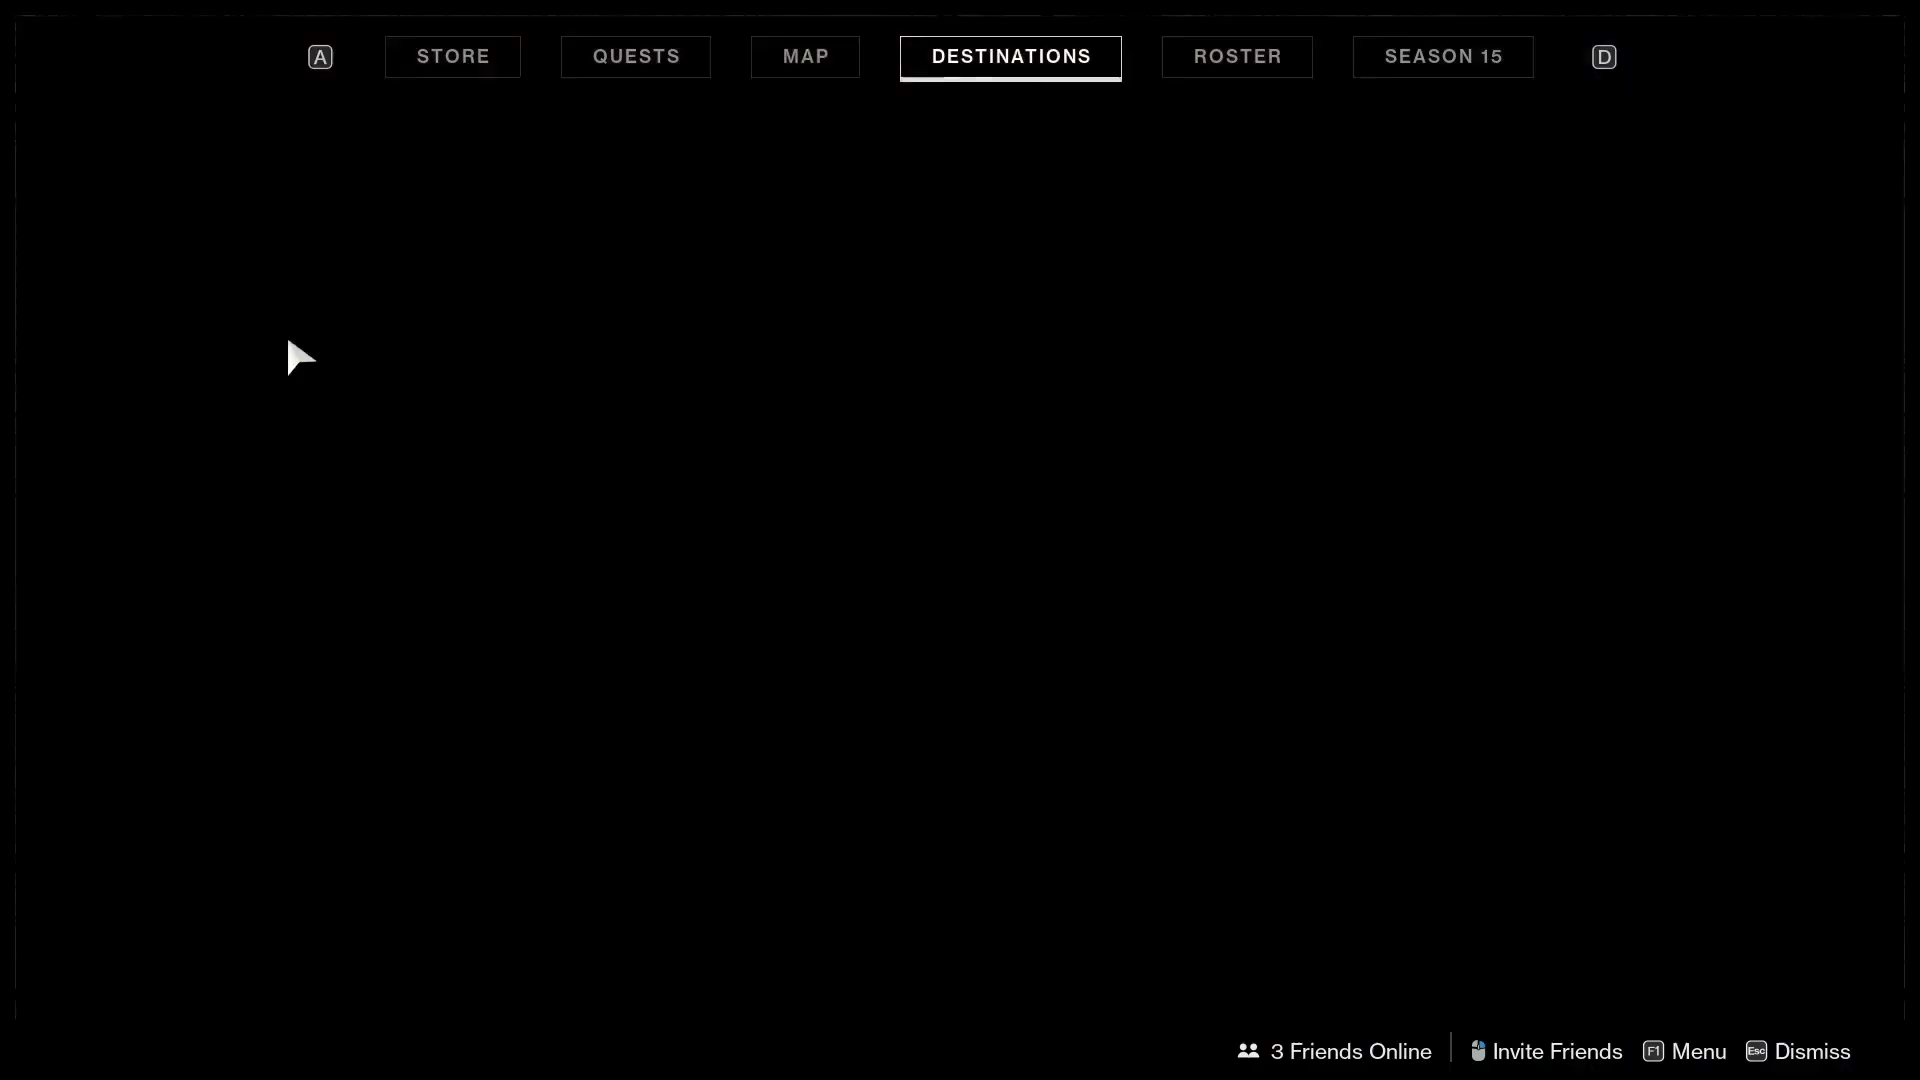 A STORE QUESTS MAP DESTINATIONS ROSTER SEASON 15 D
3 Friends Online Invite Friends F1 Menu Esc Dismiss